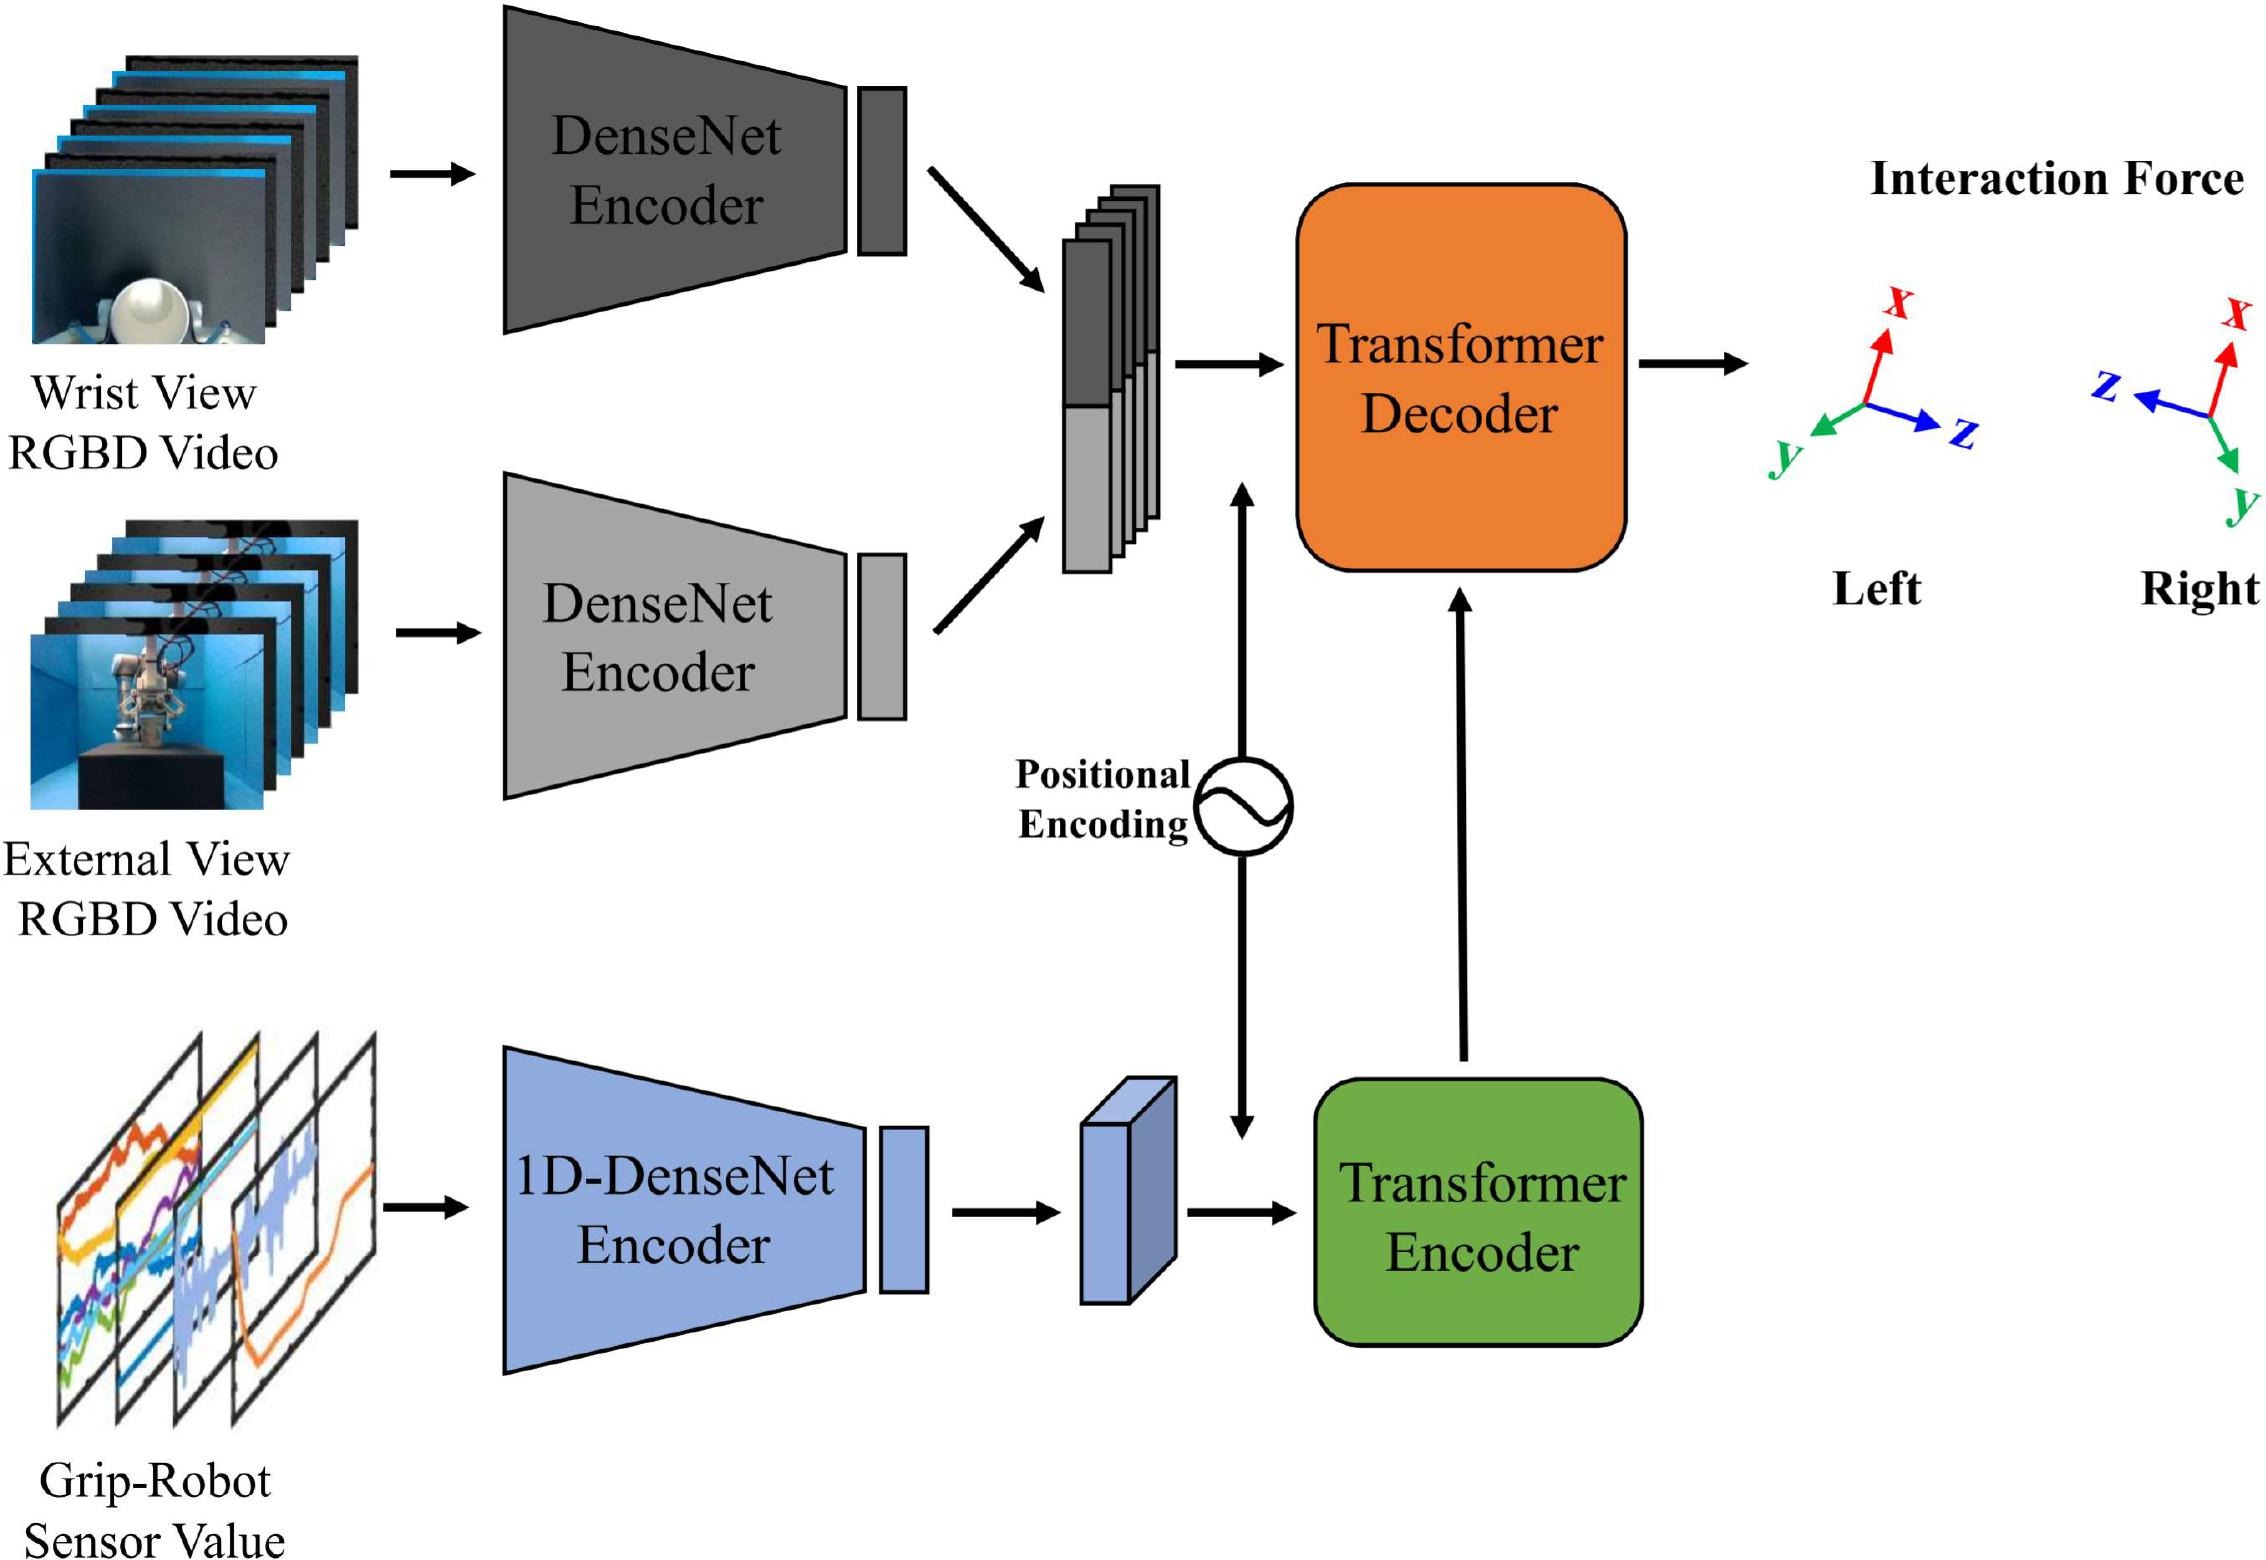 Wrist View
RGBD Video
DenseNet
Encoder
External View
RGBD Video
DenseNet
Encoder
Grip-Robot
Sensor Value
1D-DenseNet
Encoder
Positional
Encoding
Transformer
Decoder
Transformer
Encoder
Interaction Force
x
y
z
Left
x
z
y
Right